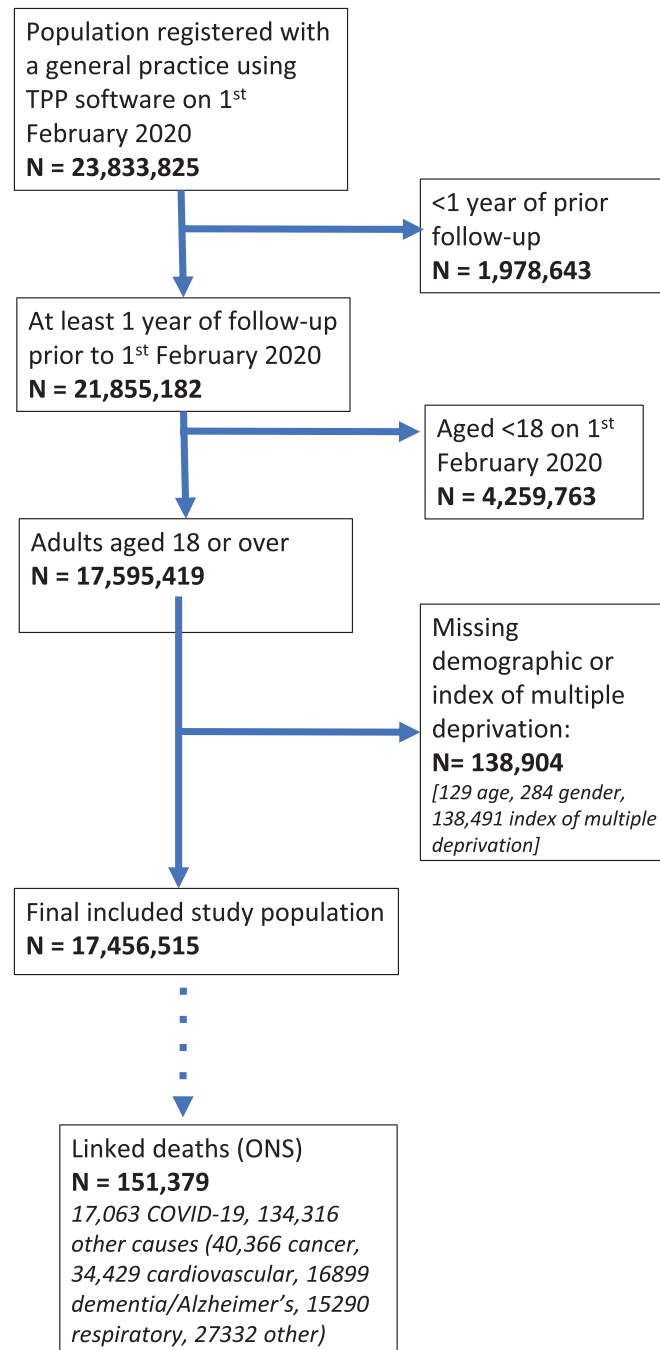 Population registered with
a general practice using
TPP software on 1st
February 2020
N = 23,833,825
<1 year of prior
follow-up
N = 1,978,643
At least 1 year of follow-up
prior to 1st February 2020
N = 21,855,182
Aged <18 on 1st
February 2020
N = 4,259,763
Adults aged 18 or over
N = 17,595,419
Missing
demographic or
index of multiple
deprivation:
N= 138,904
[129 age, 284 gender,
138,491 index of multiple
deprivation]
Final included study population
N = 17,456,515
Linked deaths (ONS)
N = 151,379
17,063 COVID-19, 134,316
other causes (40,366 cancer,
34,429 cardiovascular, 16899
dementia/Alzheimer’s, 15290
respiratory, 27332 other)